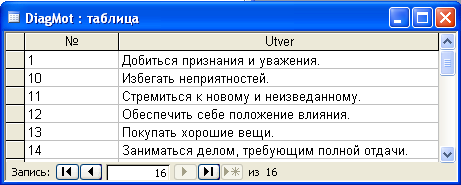 DiagMot : таблица
№ Utver
1 Добиться признания и уважения.
10 Избегать неприятностей.
11 Стремиться к новому и неизведанному.
12 Обеспечить себе положение влияния.
13 Покупать хорошие вещи.
14 Заниматься делом, требующим полной отдачи.
Запись: 16 из 16